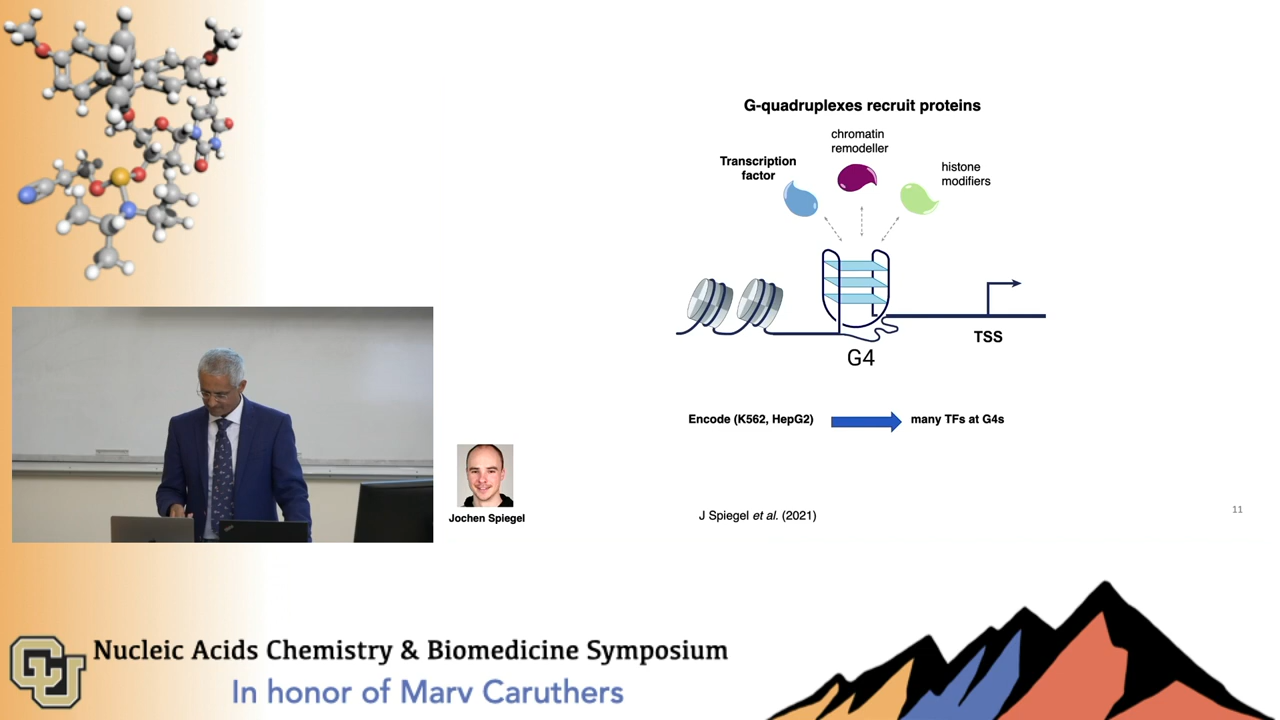 G-quadruplexes recruit proteins
chromatin
remodeller
Transcription
factor
histone
modifiers
G4
TSS
Encode (K562, HepG2)
many TFs at G4s
Jochen Spiegel
J Spiegel et al. (2021)
11
CU
Nucleic Acids Chemistry & Biomedicine Symposium
In honor of Marv Caruthers